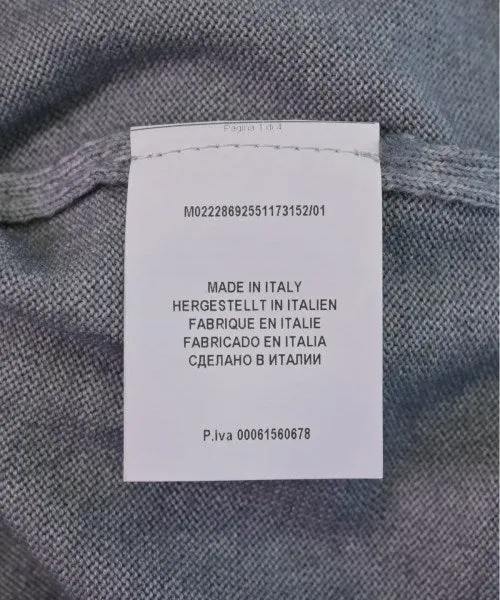 Pagina 1 di 4
M02228692551173152/01
MADE IN ITALY
HERGESTELLT IN ITALIEN
FABRIQUE EN ITALIE
FABRICADO EN ITALIA
СДЕЛАНО В ИТАЛИИ
P.Iva 00061560678